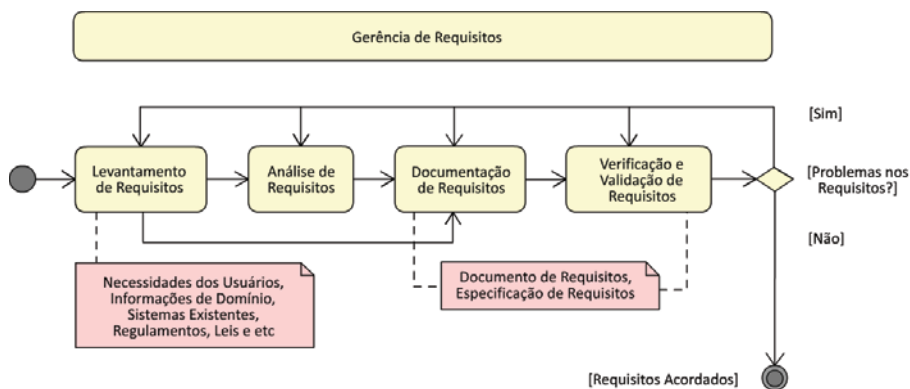 Gerência de Requisitos
[Sim]
Levantamento
de Requisitos
Análise de
Requisitos
Documentação
de Requisitos
Verificação e
Validação de
Requisitos
[Problemas nos
Requisitos?]
[Não]
Necessidades dos Usuários,
Informações de Domínio,
Sistemas Existentes,
Regulamentos, Leis e etc
Documento de Requisitos,
Especificação de Requisitos
[Requisitos Acordados]